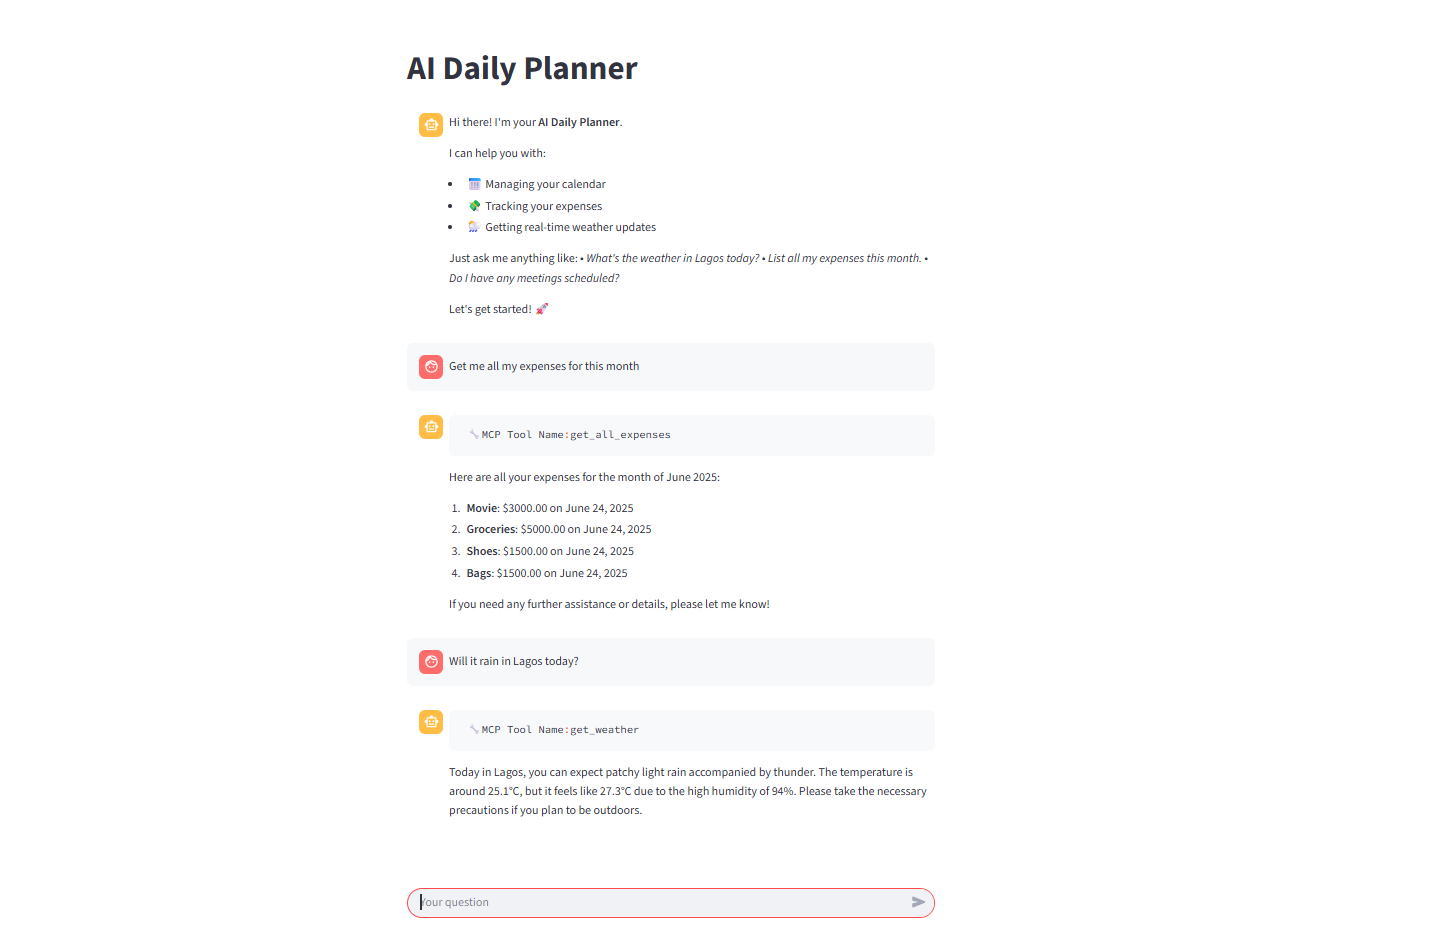 AI Daily Planner
Hi there! I'm your AI Daily Planner.
I can help you with:
• 📅 Managing your calendar
• 💸 Tracking your expenses
• 🌦️ Getting real-time weather updates
Just ask me anything like: • What's the weather in Lagos today? • List all my expenses this month. •
Do I have any meetings scheduled?
Let's get started! 🚀
Get me all my expenses for this month
🔧MCP Tool Name:get_all_expenses
Here are all your expenses for the month of June 2025:
1. Movie: $3000.00 on June 24, 2025
2. Groceries: $5000.00 on June 24, 2025
3. Shoes: $1500.00 on June 24, 2025
4. Bags: $1500.00 on June 24, 2025
If you need any further assistance or details, please let me know!
Will it rain in Lagos today?
🔧MCP Tool Name:get_weather
Today in Lagos, you can expect patchy light rain accompanied by thunder. The temperature is
around 25.1°C, but it feels like 27.3°C due to the high humidity of 94%. Please take the necessary
precautions if you plan to be outdoors.
Your question